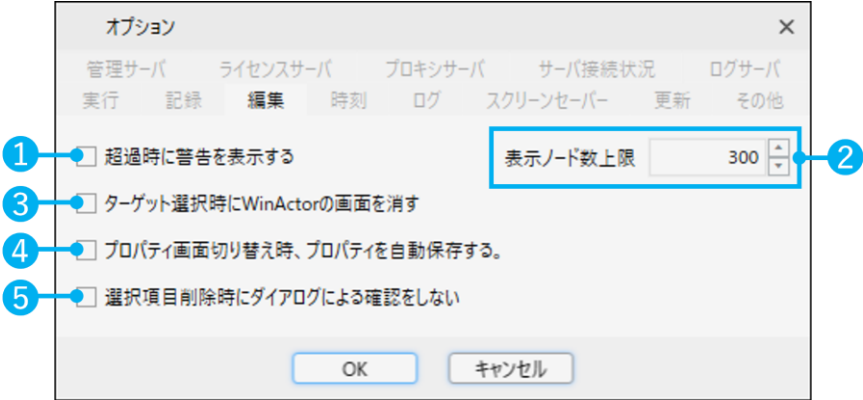 オプション
管理サーバ ライセンスサーバ プロキシサーバ サーバ接続状況 ログサーバ
実行 記録 編集 時刻 ログ スクリーンセーバー 更新 その他
1 超過時に警告を表示する 表示ノード数上限 300 2
3 ターゲット選択時にWinActorの画面を消す
4 プロパティ画面切り替え時、プロパティを自動保存する。
5 選択項目削除時にダイアログによる確認をしない
OK キャンセル